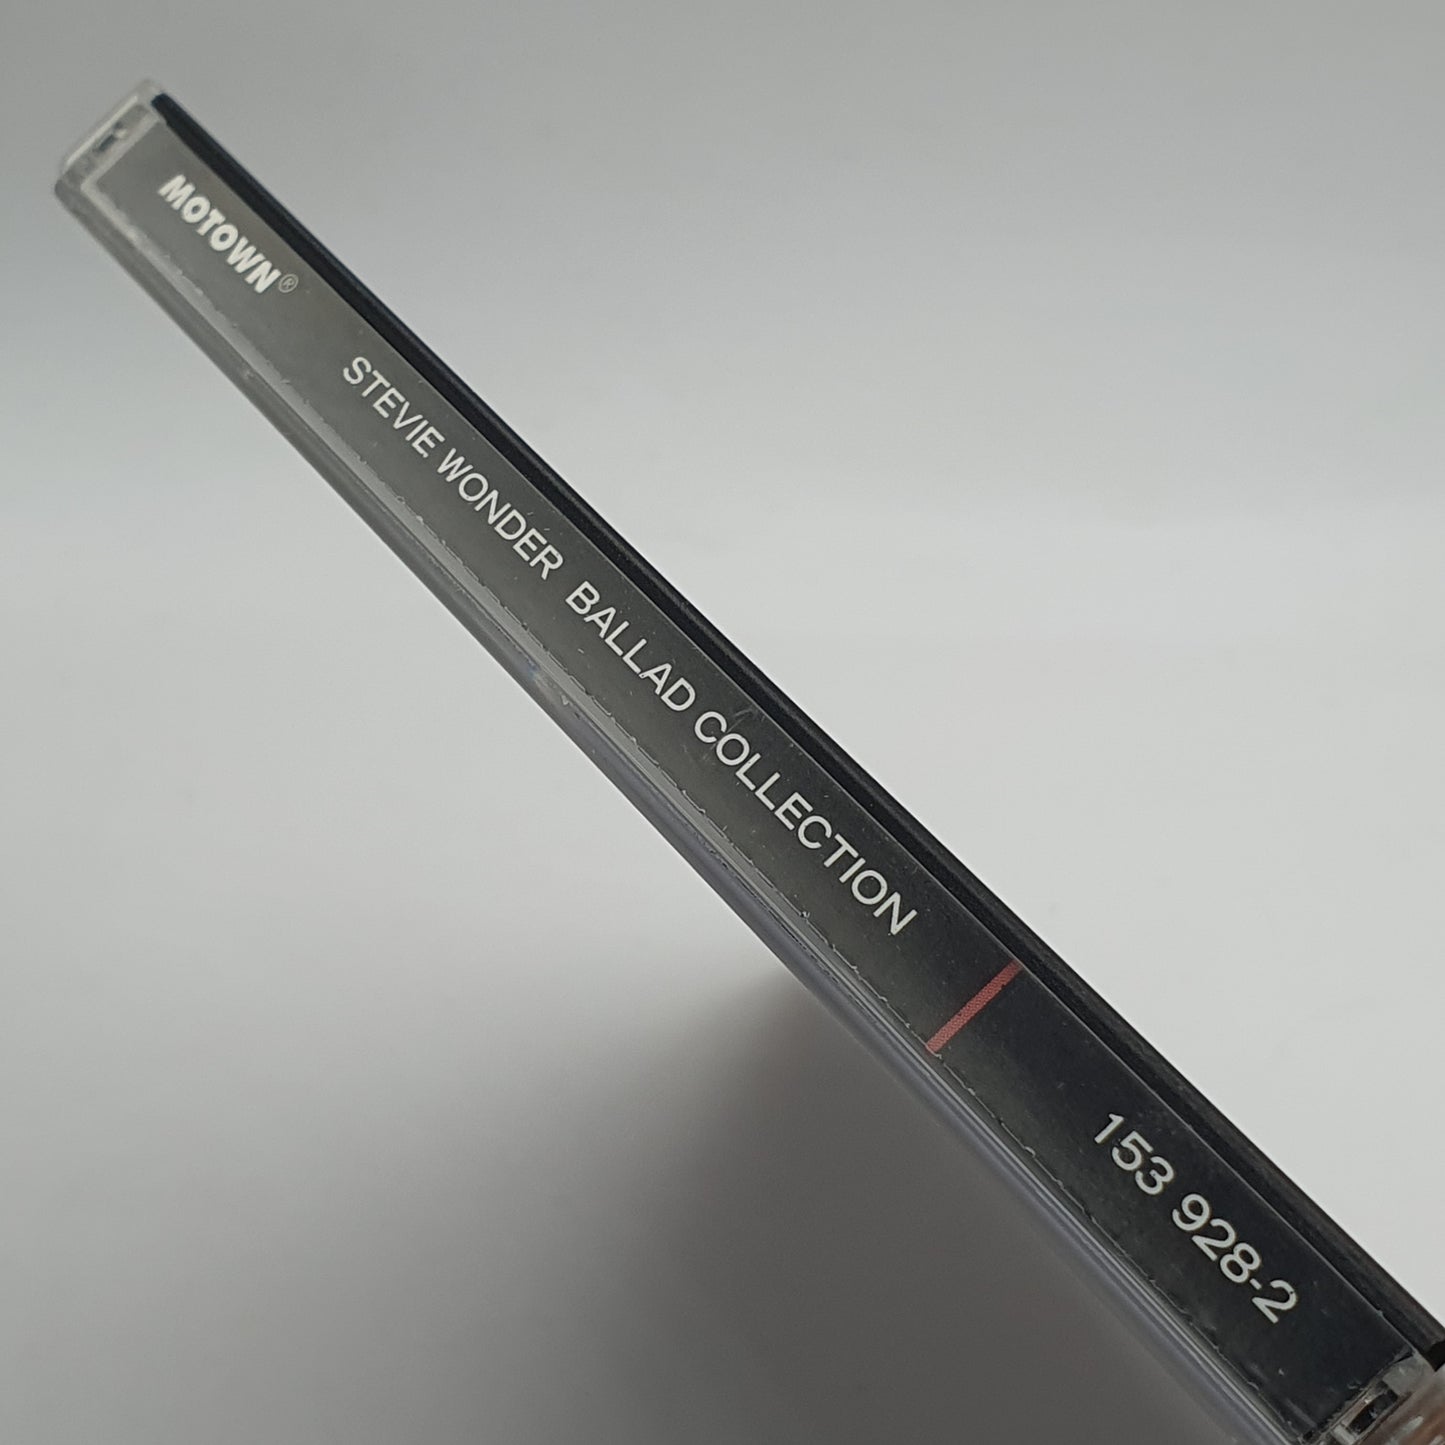 MOTOWN®
STEVIE WONDER BALLAD COLLECTION
153 928-2